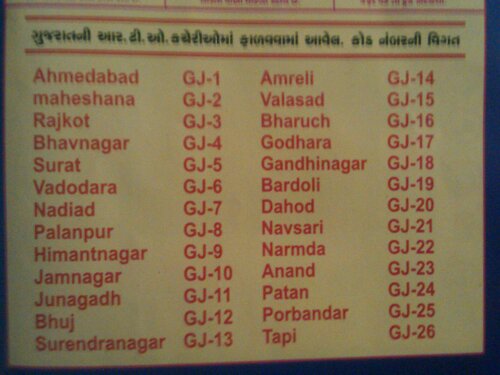 ગુજરાતની આર. ટી. ઓ. કચેરીઓમાં ફાળવવામાં આવેલ. કોડ નંબરની વિગત
Ahmedabad GJ-1 Amreli GJ-14
maheshana GJ-2 Valasad GJ-15
Rajkot GJ-3 Bharuch GJ-16
Bhavnagar GJ-4 Godhara GJ-17
Surat GJ-5 Gandhinagar GJ-18
Vadodara GJ-6 Bardoli GJ-19
Nadiad GJ-7 Dahod GJ-20
Palanpur GJ-8 Navsari GJ-21
Himantnagar GJ-9 Narmda GJ-22
Jamnagar GJ-10 Anand GJ-23
Junagadh GJ-11 Patan GJ-24
Bhuj GJ-12 Porbandar GJ-25
Surendranagar GJ-13 Tapi GJ-26